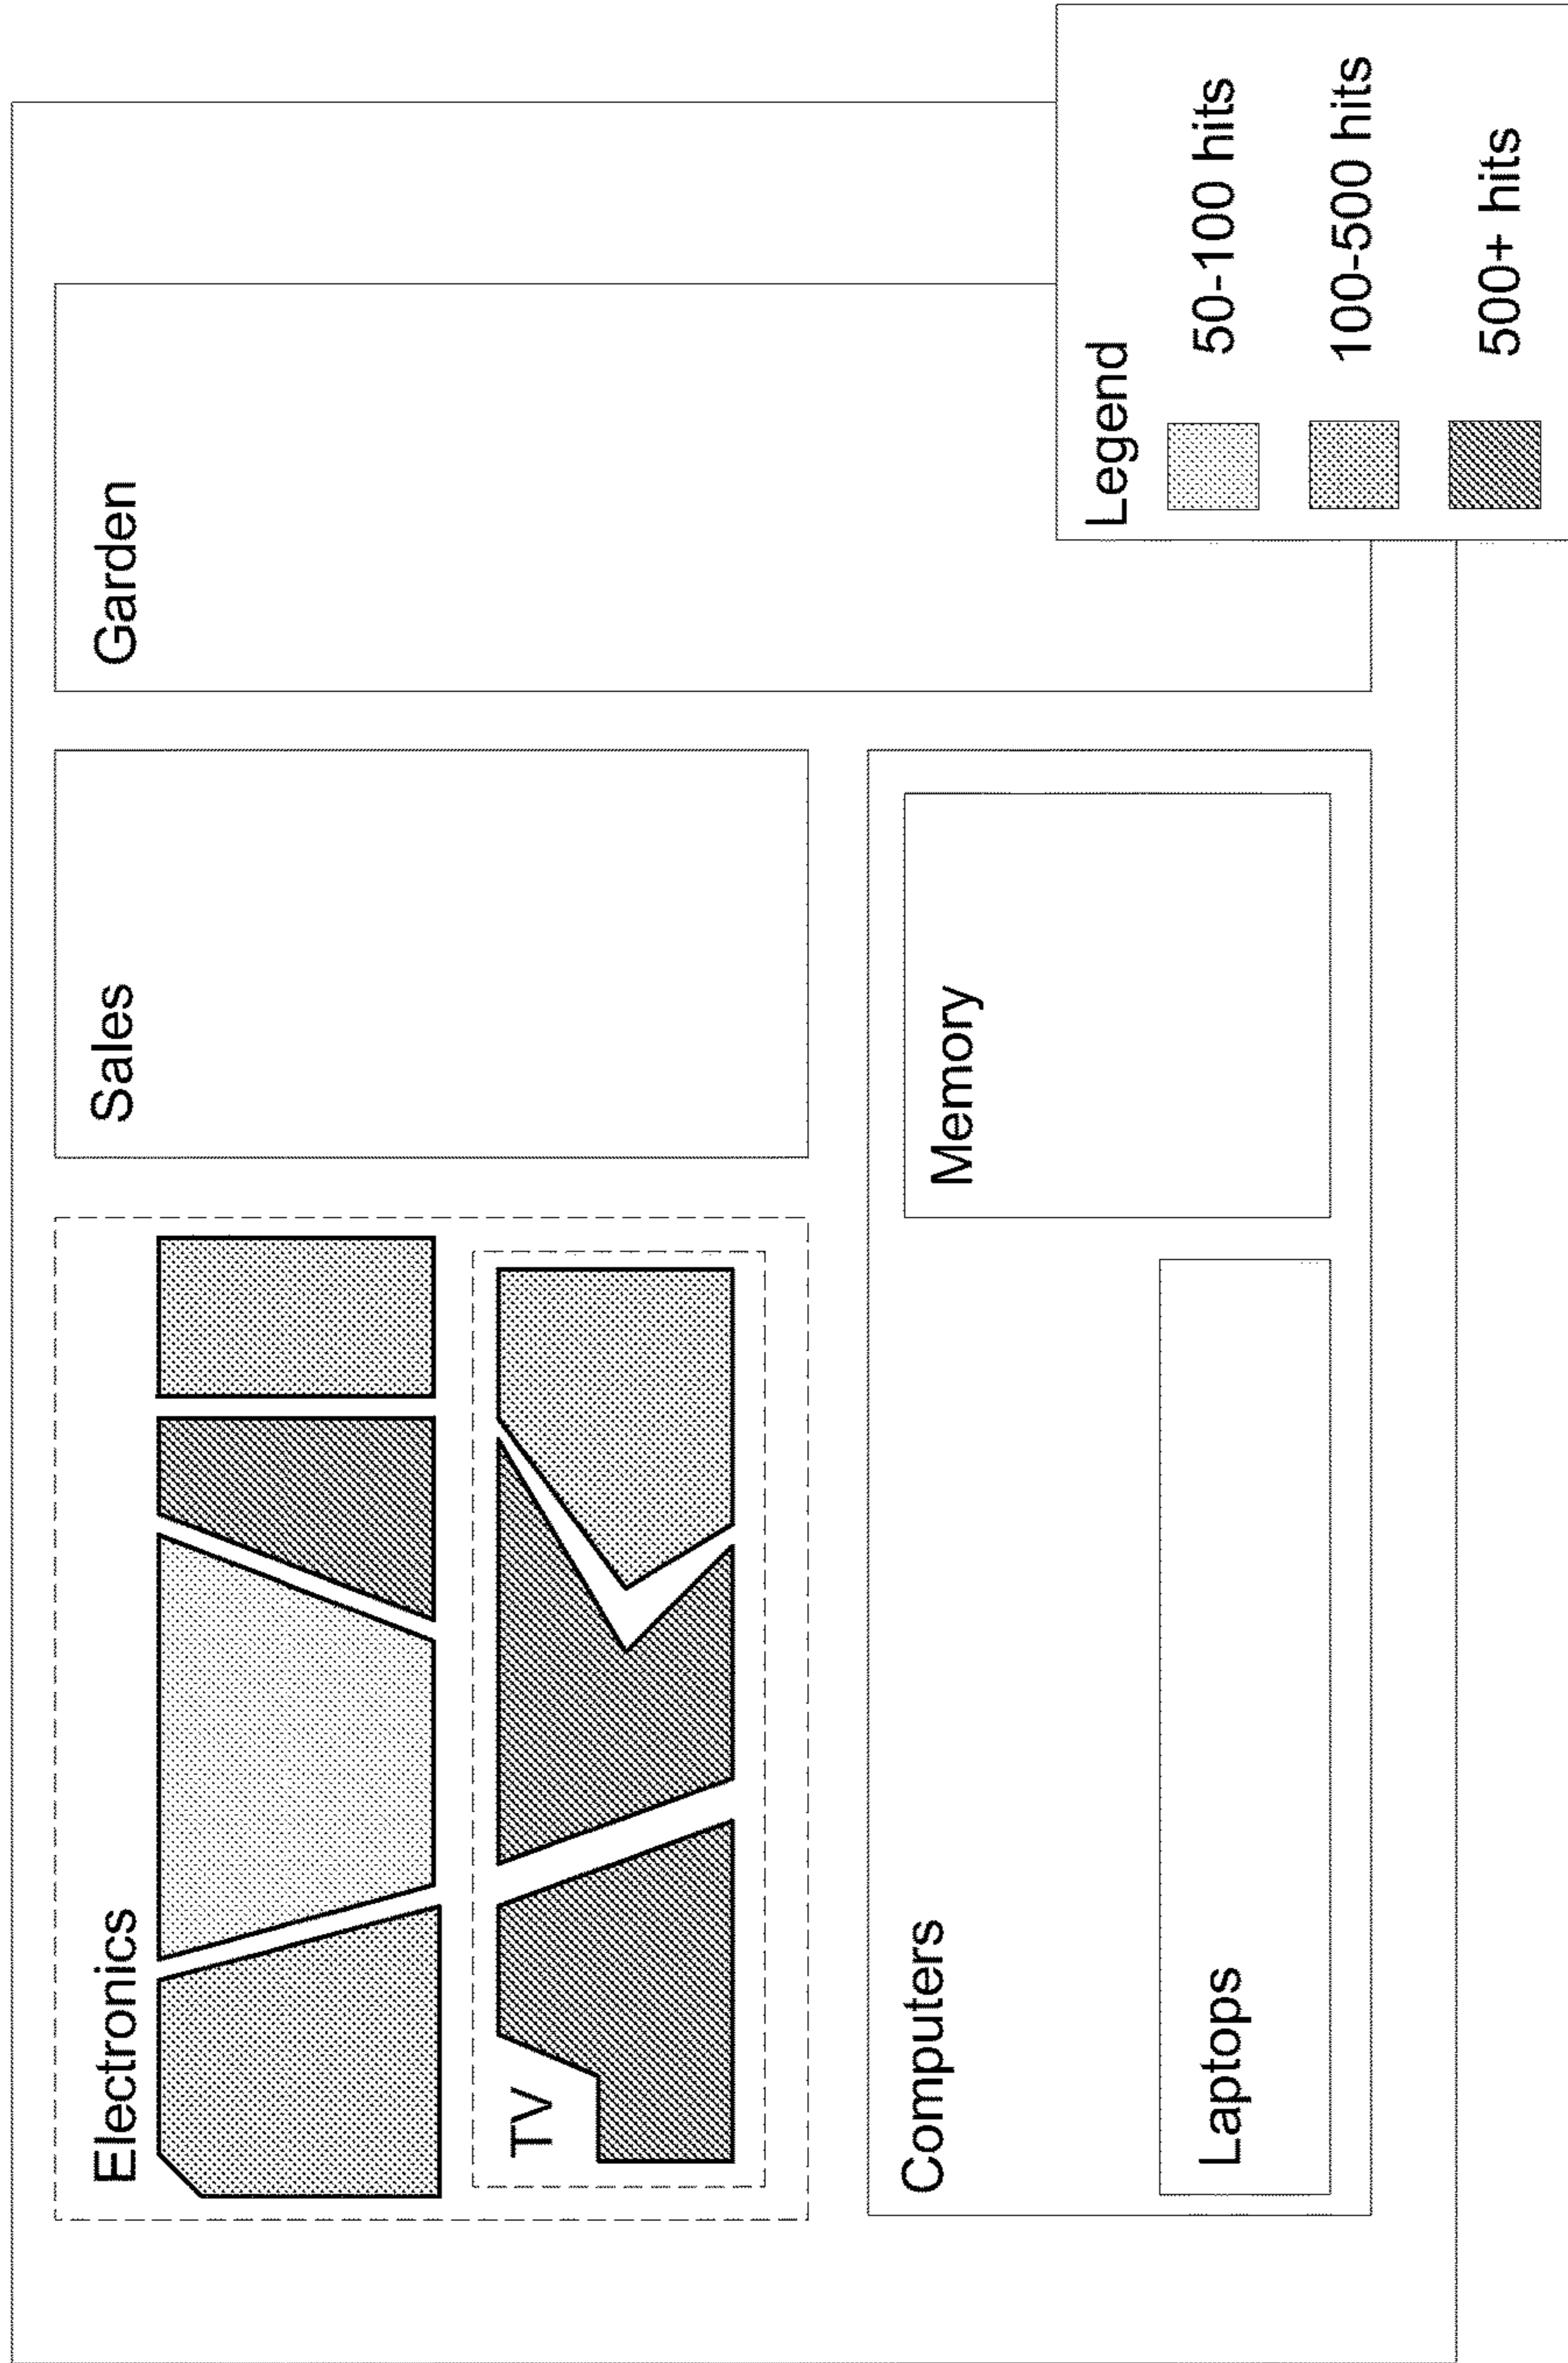 Electronics
Sales
Garden
TV
Computers
Memory
Laptops
Legend
50-100 hits
100-500 hits
500+ hits